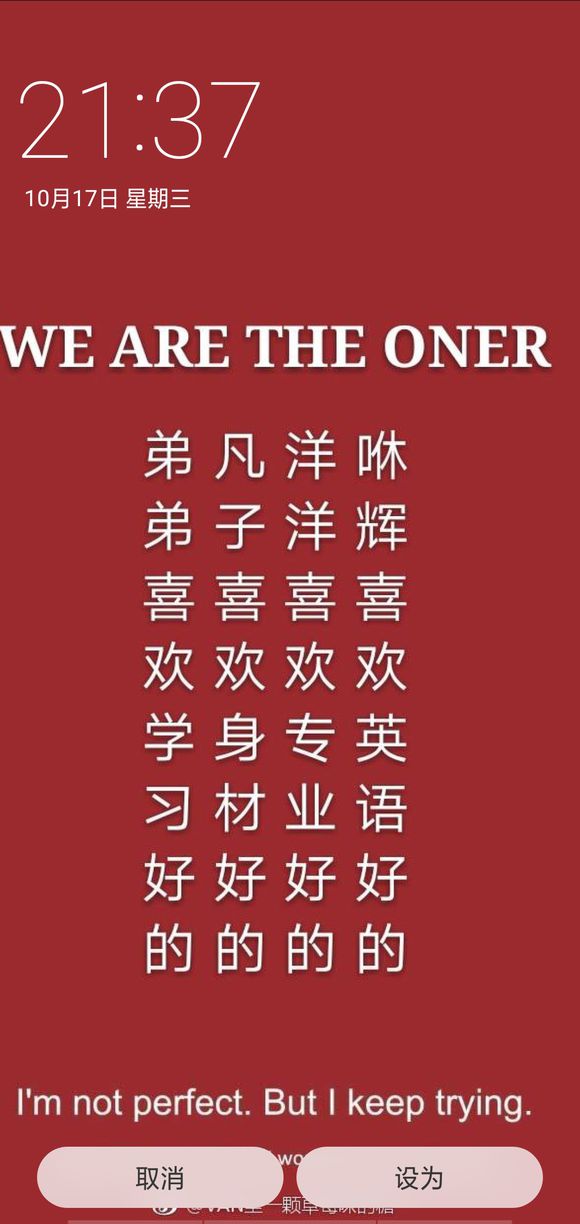 21:37
10月17日 星期三
WE ARE THE ONER
弟 凡 洋 咻
弟 子 洋 辉
喜 喜 喜 喜
欢 欢 欢 欢
学 身 专 英
习 材 业 语
好 好 好 好
的 的 的 的
I'm not perfect. But I keep trying.
取消 设为